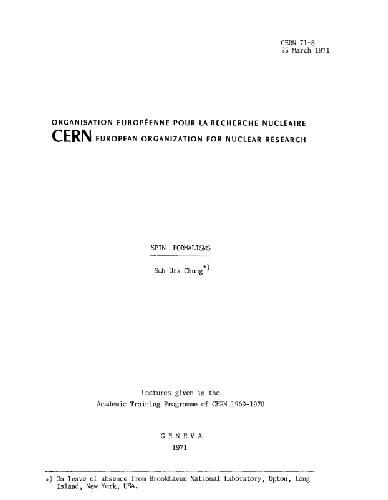 CERN 71-8
25 March 1971
ORGANISATION EUROPÉENNE POUR LA RECHERCHE NUCLÉAIRE
CERN EUROPEAN ORGANIZATION FOR NUCLEAR RESEARCH
SPIN FORMALISMS
Suh Urk Chung*)
Lectures given in the
Academic Training Programme of CERN 1969-1970
GENEVA
1971
*) On leave of absence from Brookhaven National Laboratory, Upton, Long
Island, New York, USA.